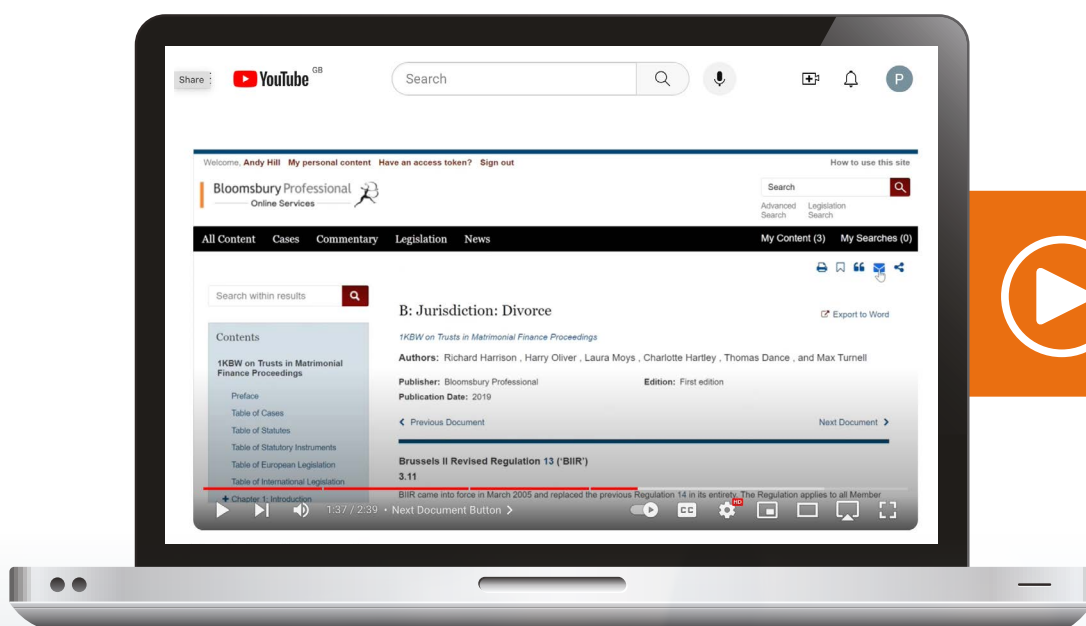 Share :
YouTube GB
Search
P
Welcome, Andy Hill My personal content Have an access token? Sign out
How to use this site
Bloomsbury Professional
Online Services
Search
Advanced Search
Legislation Search
All Content Cases Commentary Legislation News
My Content (3) My Searches (0)
Search within results
B: Jurisdiction: Divorce
Export to Word
Contents
1KBW on Trusts in Matrimonial Finance Proceedings
1KBW on Trusts in Matrimonial
Finance Proceedings
Authors: Richard Harrison , Harry Oliver , Laura Moys , Charlotte Hartley , Thomas Dance , and Max Turnell
Publisher: Bloomsbury Professional
Edition: First edition
Publication Date: 2019
Preface
Table of Cases
Table of Statutes
Table of Statutory Instruments
Table of European Legislation
Table of International Legislation
Chapter 1: Introduction
Previous Document
Next Document
Brussels II Revised Regulation 13 ('BIIR')
3.11
BIIR came into force in March 2005 and replaced the previous Regulation 14 in its entirety. The Regulation applies to all Member
1:37 / 2:39 • Next Document Button
CC
HD